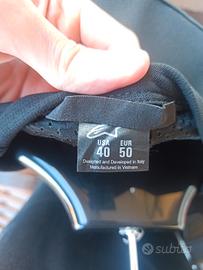 USA EUR
40 50
Designed and Developed in Italy
Manufactured in Vietnam
subito